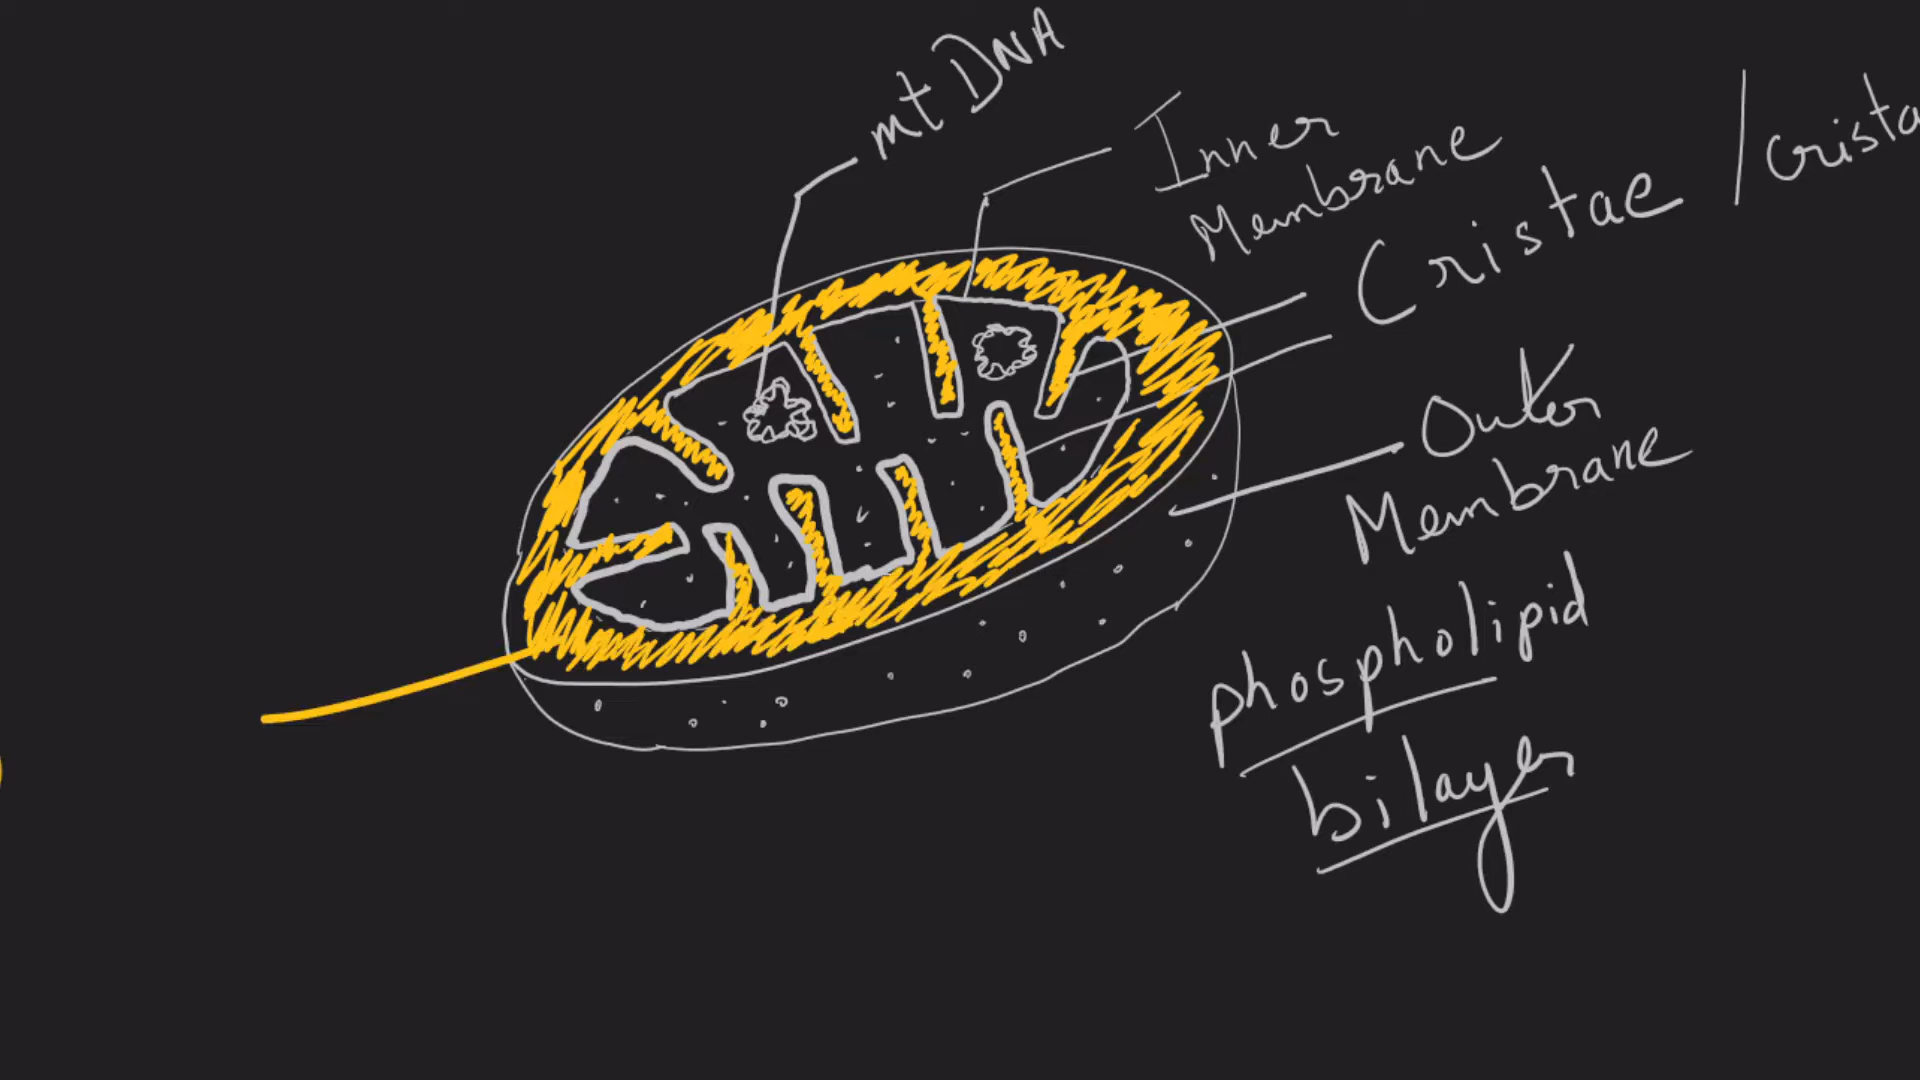 mt DNA
Inner
Membrane
Cristae / Crista
Outer
Membrane
phospholipid
bilayer